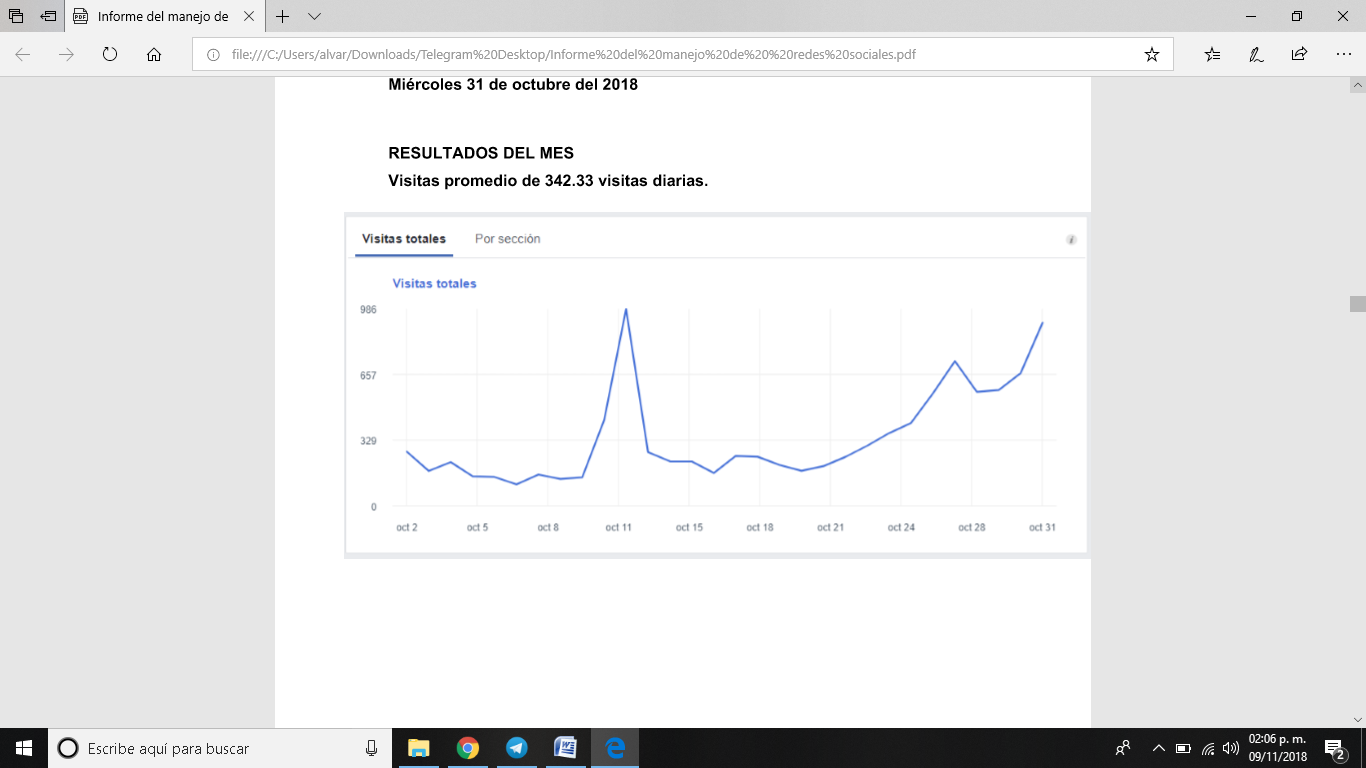 Informe del manejo de
file:///C:/Users/alvar/Downloads/Telegram%20Desktop/Informe%20del%20manejo%20de%20%20redes%20sociales.pdf
Miércoles 31 de octubre del 2018
RESULTADOS DEL MES
Visitas promedio de 342.33 visitas diarias.
Visitas totales Por sección
Visitas totales
986
657
329
0
oct 2 oct 5 oct 8 oct 11 oct 15 oct 18 oct 21 oct 24 oct 28 oct 31
Escribe aquí para buscar
02:06 p. m.
09/11/2018
2